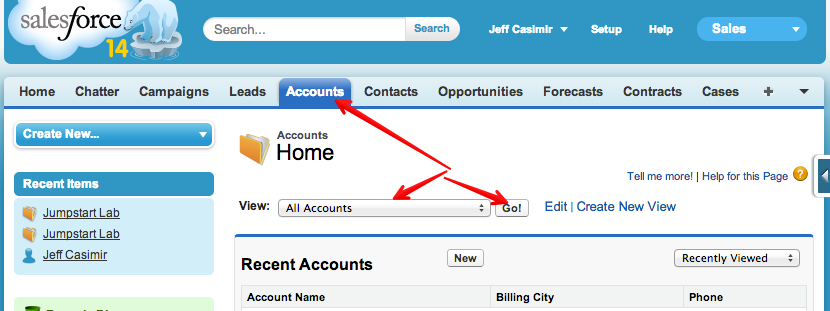 salesforce
14
Search...
Search
Jeff Casimir
Setup
Help
Sales
Home Chatter Campaigns Leads Accounts Contacts Opportunities Forecasts Contracts Cases +
Create New...
Accounts
Home
Tell me more! | Help for this Page ?
Recent Items
Jumpstart Lab
Jumpstart Lab
Jeff Casimir
View: All Accounts Go! Edit | Create New View
Recent Accounts New Recently Viewed
Account Name Billing City Phone